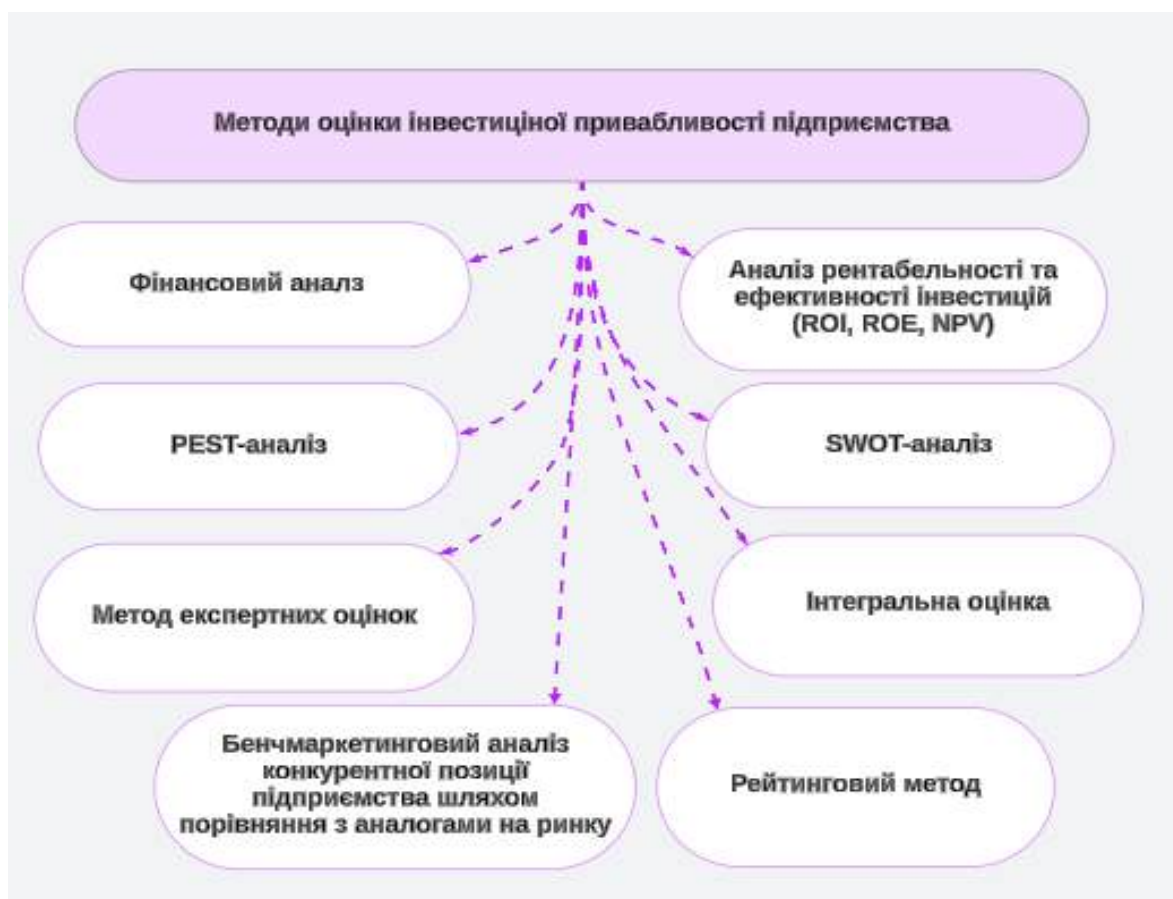 Методи оцінки інвестиціної привабливості підприємства
Фінансовий аналз
Аналіз рентабельності та
ефективності інвестицій
(ROI, ROE, NPV)
PEST-аналіз
SWOT-аналіз
Метод експертних оцінок
Інтегральна оцінка
Бенчмаркетинговий аналіз
конкурентної позиції
підприємства шляхом
порівняння з аналогами на ринку
Рейтинговий метод